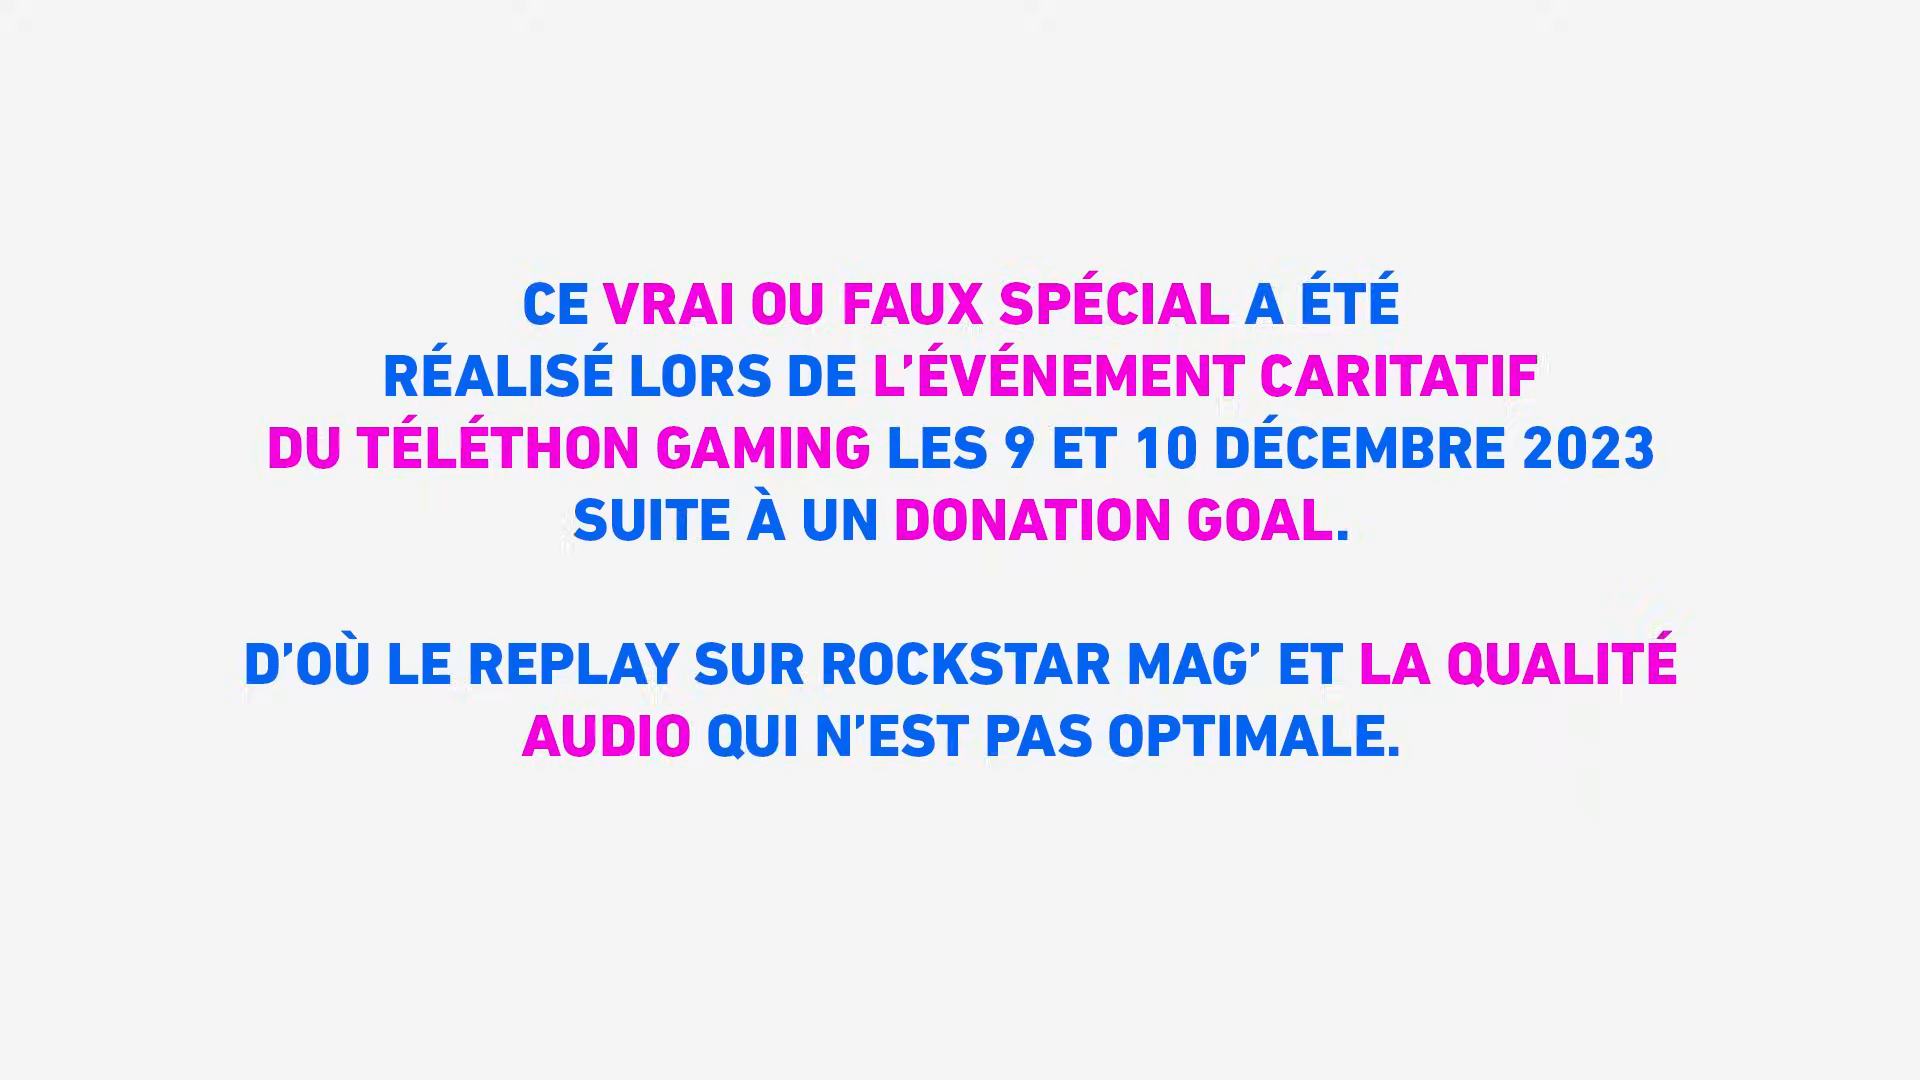 CE VRAI OU FAUX SPÉCIAL A ÉTÉ
RÉALISÉ LORS DE L’ÉVÉNEMENT CARITATIF
DU TÉLÉTHON GAMING LES 9 ET 10 DÉCEMBRE 2023
SUITE À UN DONATION GOAL.
D’OÙ LE REPLAY SUR ROCKSTAR MAG’ ET LA QUALITÉ
AUDIO QUI N’EST PAS OPTIMALE.